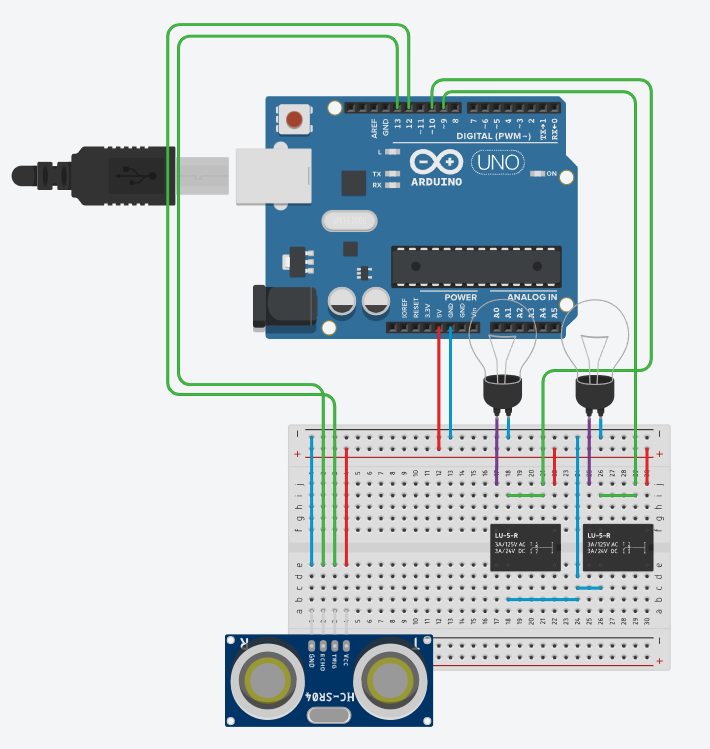 AREF
GND
13
12
~11
~10
~9
8
7
~6
~5
4
~3
2
TX→1
RX←0
DIGITAL (PWM~)
L
TX
RX
UNO
ARDUINO
ON
POWER
ANALOG IN
IOREF
RESET
3.3V
5V
GND
GND
Vin
A0
A1
A2
A3
A4
A5
j
i
h
g
f
LU-5-R
3A/125V AC
3A/24V DC
LU-5-R
3A/125V AC
3A/24V DC
e
d
c
b
a
GND
ECHO
TRIG
VCC
R
T
HC-SR04